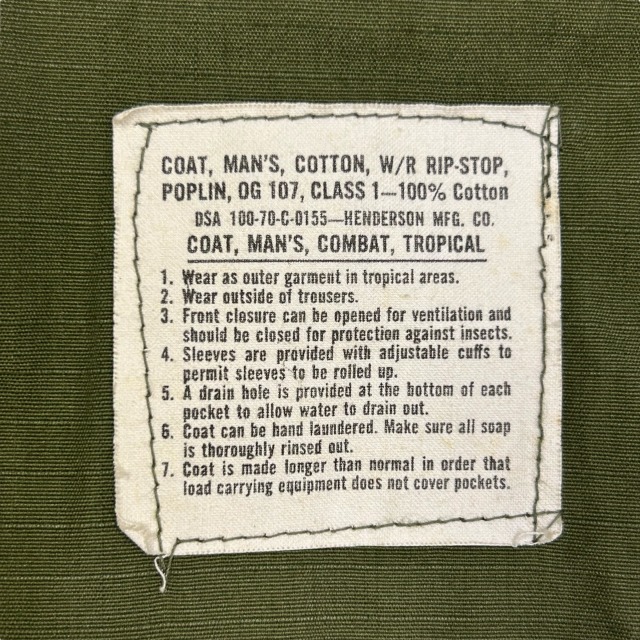 COAT, MAN'S, COTTON, W/R RIP-STOP,
POPLIN, OG 107, CLASS 1—100% Cotton
DSA 100-70-C-0155—HENDERSON MFG. CO.
COAT, MAN'S, COMBAT, TROPICAL
1. Wear as outer garment in tropical areas.
2. Wear outside of trousers.
3. Front closure can be opened for ventilation and
should be closed for protection against insects.
4. Sleeves are provided with adjustable cuffs to
permit sleeves to be rolled up.
5. A drain hole is provided at the bottom of each
pocket to allow water to drain out.
6. Coat can be hand laundered. Make sure all soap
is thoroughly rinsed out.
7. Coat is made longer than normal in order that
load carrying equipment does not cover pockets.